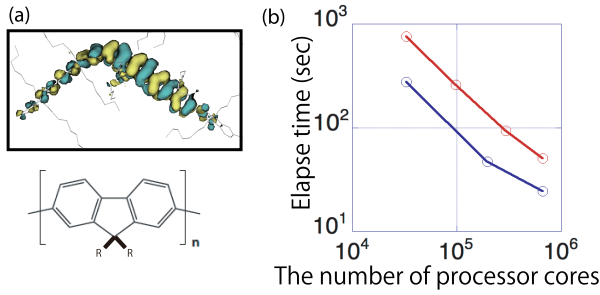 (a)
n
R R
(b)
Elapse time (sec)
10³
10²
10¹
10⁴ 10⁵ 10⁶
The number of processor cores